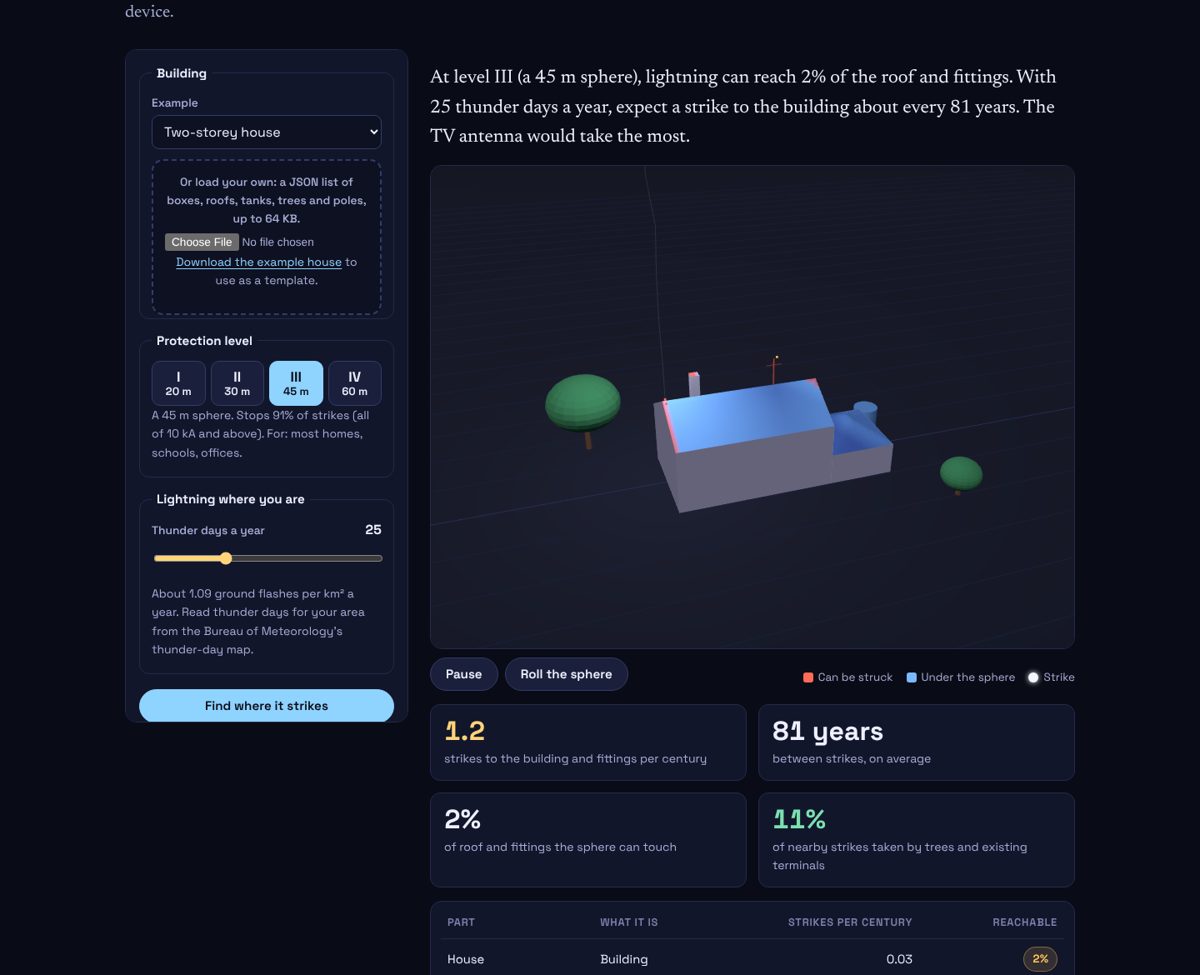 device.
Building
Example
Two-storey house
Or load your own: a JSON list of
boxes, roofs, tanks, trees and poles,
up to 64 KB.
Choose File No file chosen
Download the example house to
use as a template.
Protection level
I
20 m
II
30 m
III
45 m
IV
60 m
A 45 m sphere. Stops 91% of strikes (all
of 10 kA and above). For: most homes,
schools, offices.
Lightning where you are
Thunder days a year 25
About 1.09 ground flashes per km² a
year. Read thunder days for your area
from the Bureau of Meteorology's
thunder-day map.
Find where it strikes
At level III (a 45 m sphere), lightning can reach 2% of the roof and fittings. With
25 thunder days a year, expect a strike to the building about every 81 years. The
TV antenna would take the most.
Pause
Roll the sphere
Can be struck
Under the sphere
Strike
1.2
strikes to the building and fittings per century
81 years
between strikes, on average
2%
of roof and fittings the sphere can touch
11%
of nearby strikes taken by trees and existing
terminals
PART WHAT IT IS STRIKES PER CENTURY REACHABLE
House Building 0.03 2%